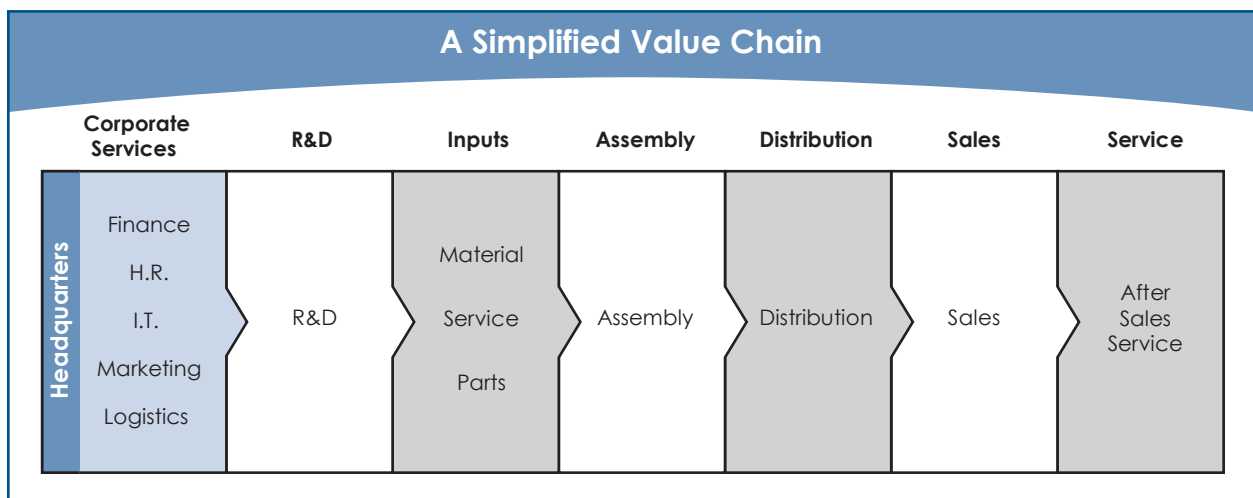 A Simplified Value Chain
Corporate
Services
R&D
Inputs
Assembly
Distribution
Sales
Service
Headquarters
Finance
H.R.
I.T.
Marketing
Logistics
R&D
Material
Service
Parts
Assembly
Distribution
Sales
After
Sales
Service